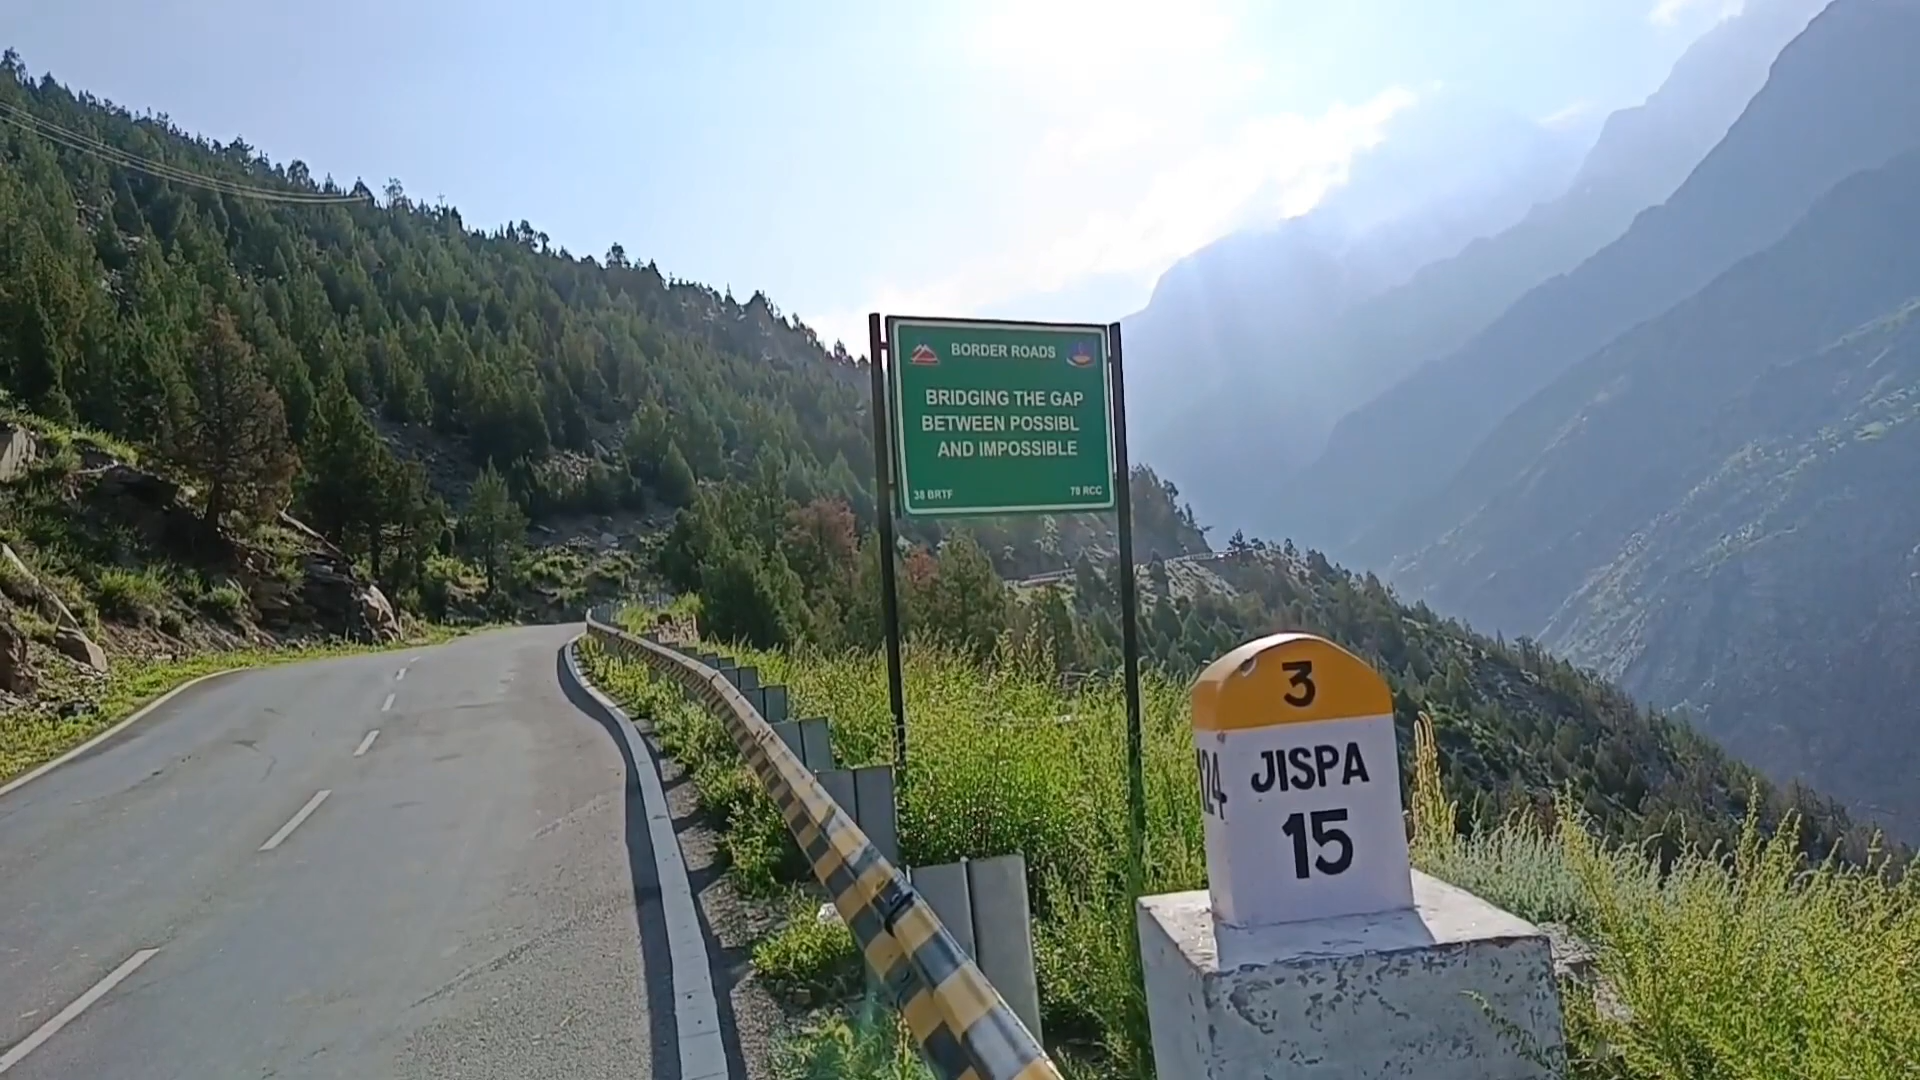 BORDER ROADS
BRIDGING THE GAP
BETWEEN POSSIBL
AND IMPOSSIBLE
38 BRTF 70 RCC
3
JISPA
15
124